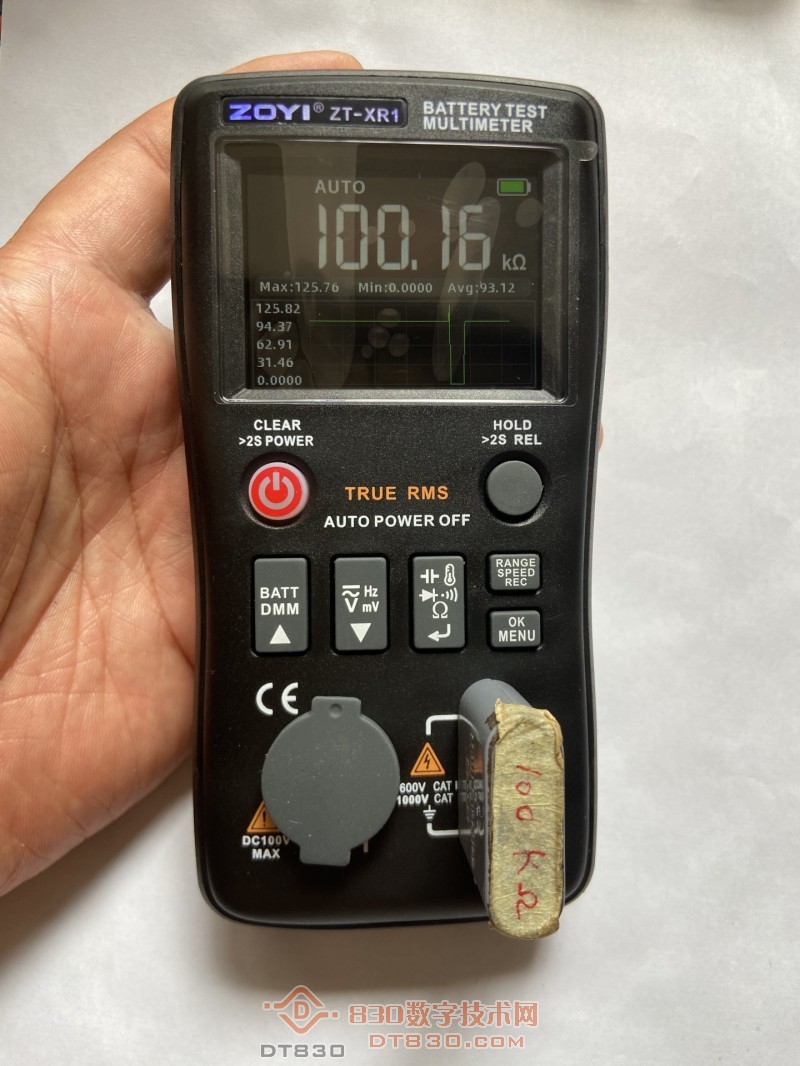 ZOYI® ZT-XR1
BATTERY TEST
MULTIMETER
AUTO
100.16 kΩ
Max:125.76 Min:0.0000 Avg:93.12
125.82
94.37
62.91
31.46
0.0000
CLEAR
>2S POWER
HOLD
>2S REL
TRUE RMS
AUTO POWER OFF
BATT
DMM
Hz
V mV
Ω
RANGE
SPEED
REC
OK
MENU
CE
600V CAT
1000V CAT
DC100V
MAX
100 KΩ
830数字技术网
DT830
DT830.COM